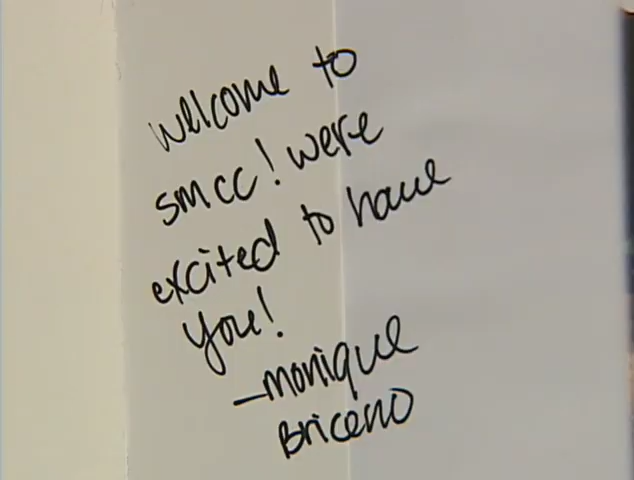 welcome to
smcc! were
excited to have
you!
-monique
Briceno